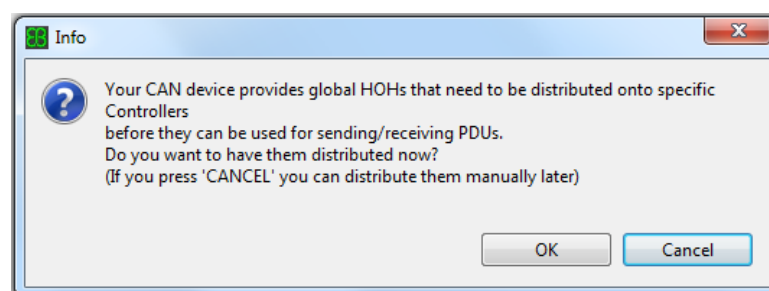 Info
Your CAN device provides global HOHs that need to be distributed onto specific
Controllers
before they can be used for sending/receiving PDUs.
Do you want to have them distributed now?
(If you press 'CANCEL' you can distribute them manually later)
OK Cancel